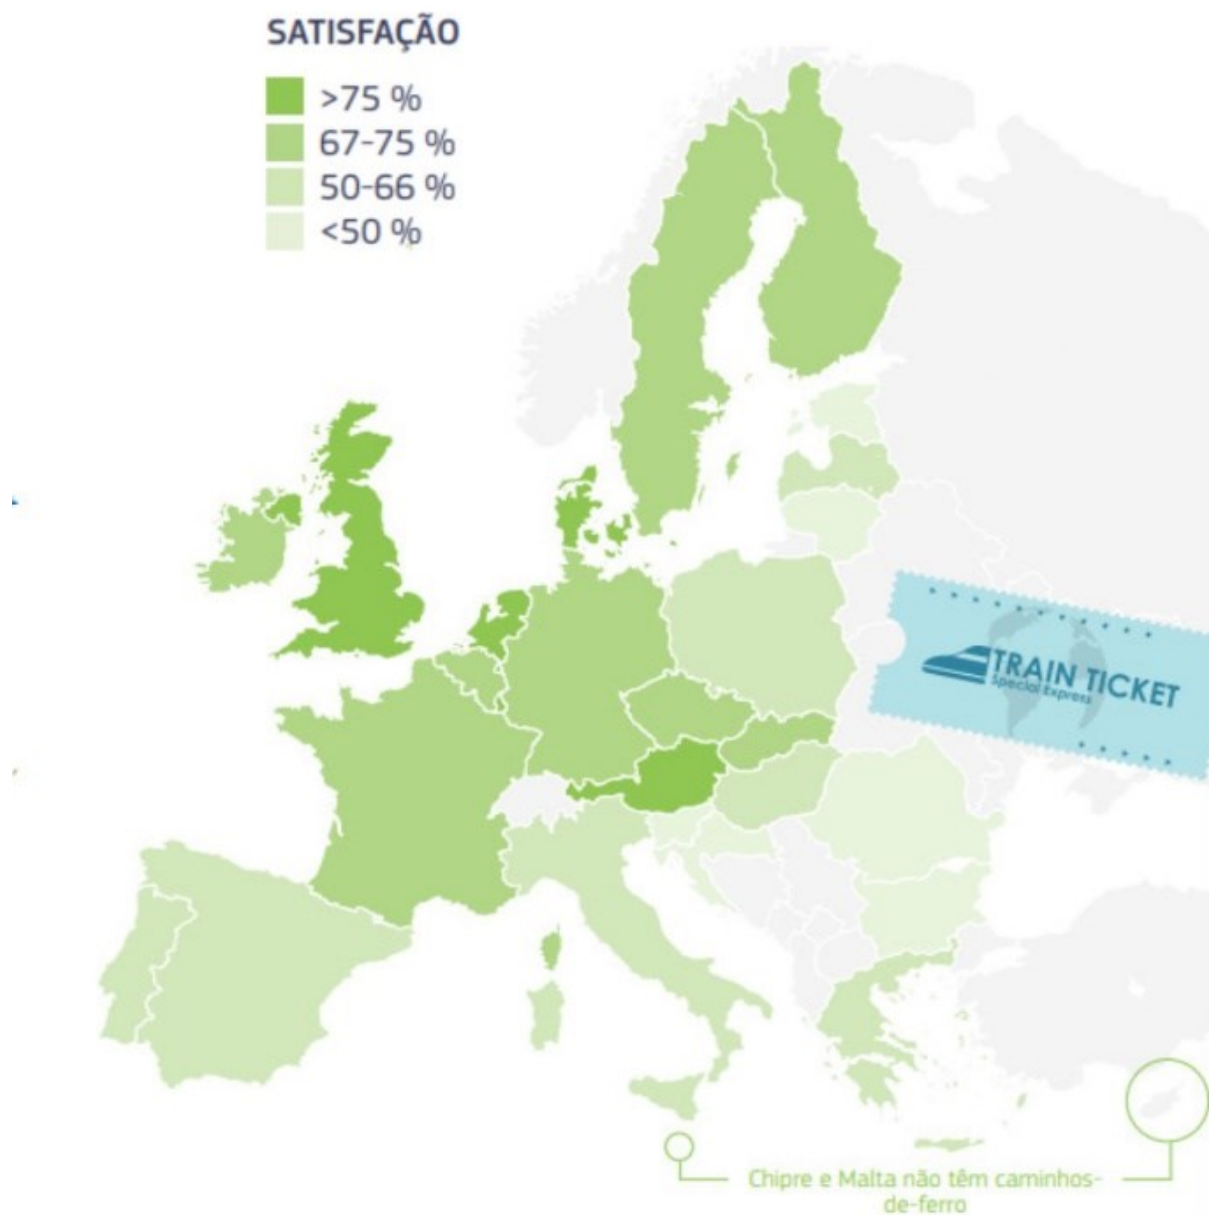 SATISFAÇÃO
>75 %
67-75 %
50-66 %
<50 %
TRAIN TICKET
Special Express
Chipre e Malta não têm caminhos-
de-ferro